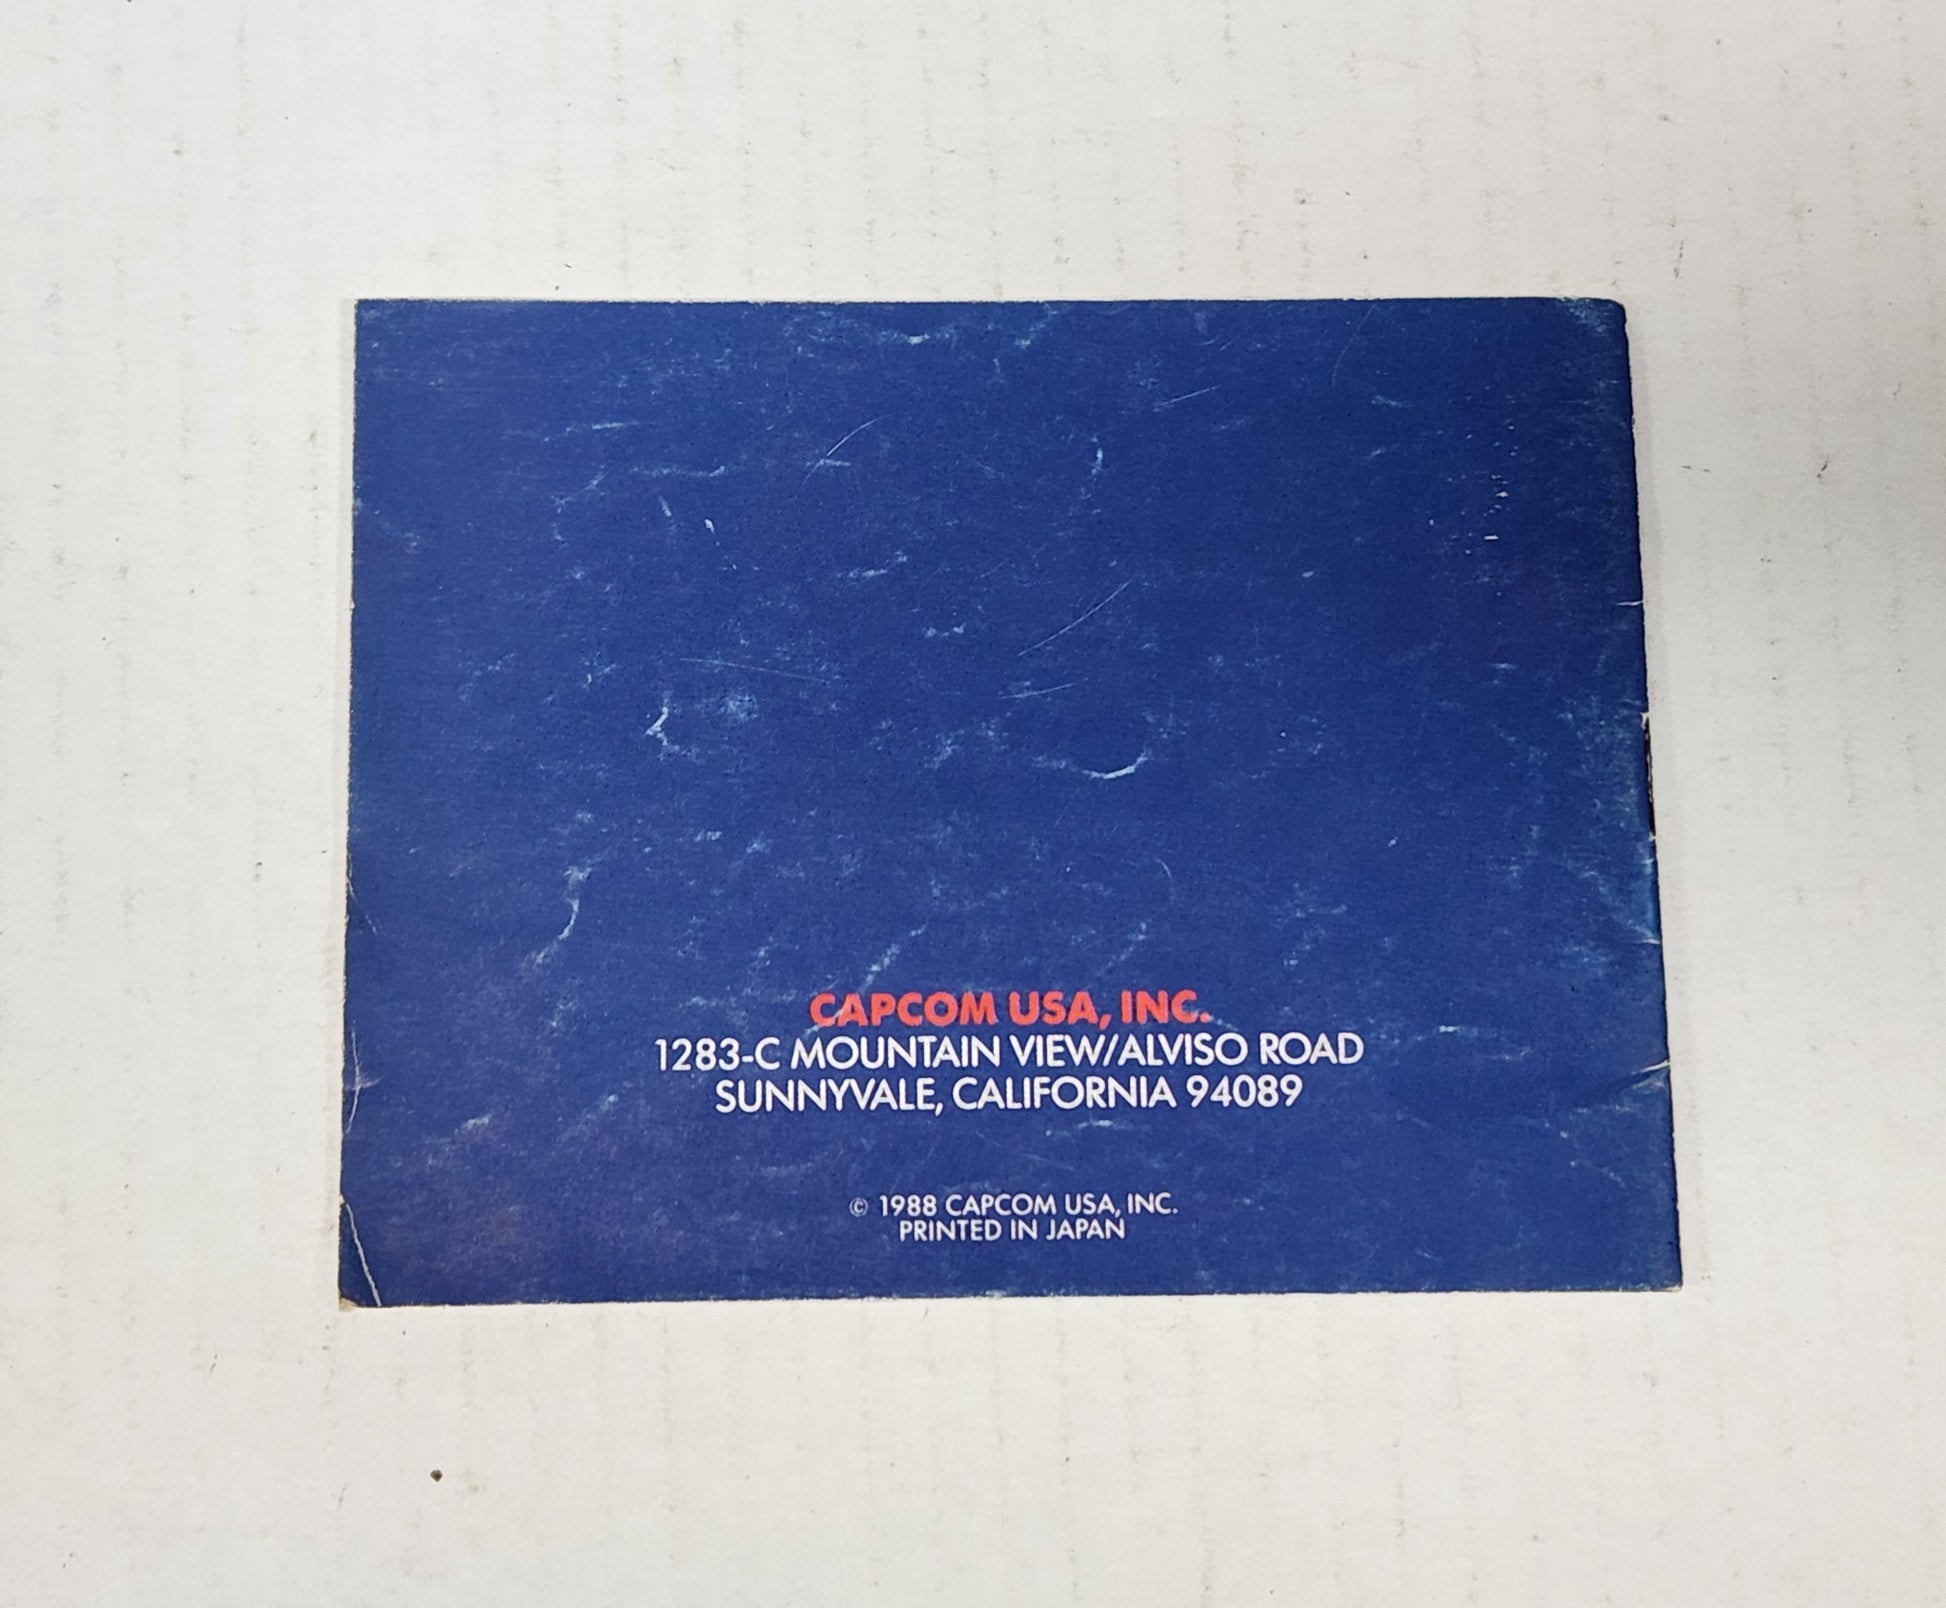 CAPCOM USA, INC.
1283-C MOUNTAIN VIEW/ALVISO ROAD
SUNNYVALE, CALIFORNIA 94089
© 1988 CAPCOM USA, INC.
PRINTED IN JAPAN